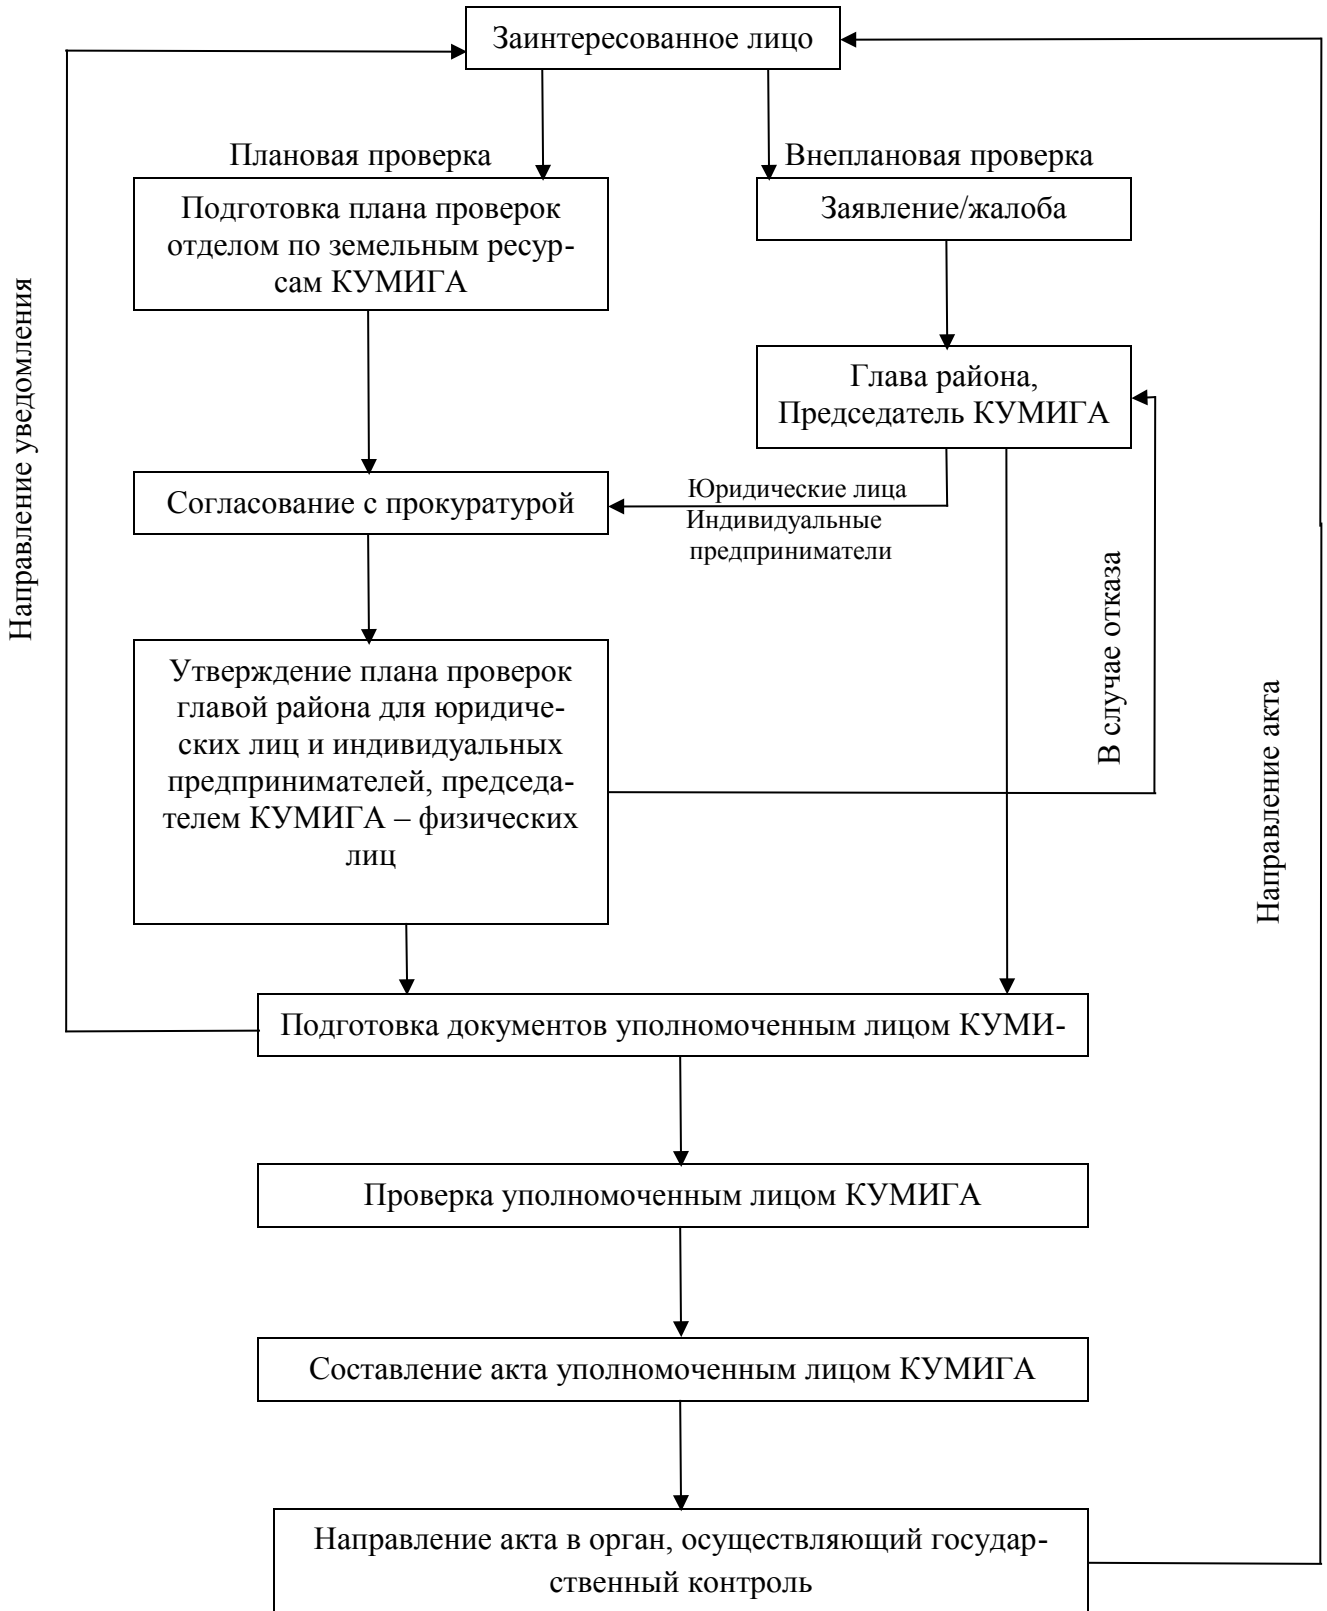 Заинтересованное лицо
Плановая проверка
Внеплановая проверка
Подготовка плана проверок
отделом по земельным ресур-
сам КУМИГА
Заявление/жалоба
Направление уведомления
Глава района,
Председатель КУМИГА
Согласование с прокуратурой
Юридические лица
Индивидуальные
предприниматели
В случае отказа
Утверждение плана проверок
главой района для юридиче-
ских лиц и индивидуальных
предпринимателей, председа-
телем КУМИГА – физических
лиц
Направление акта
Подготовка документов уполномоченным лицом КУМИ-
Проверка уполномоченным лицом КУМИГА
Составление акта уполномоченным лицом КУМИГА
Направление акта в орган, осуществляющий государ-
ственный контроль